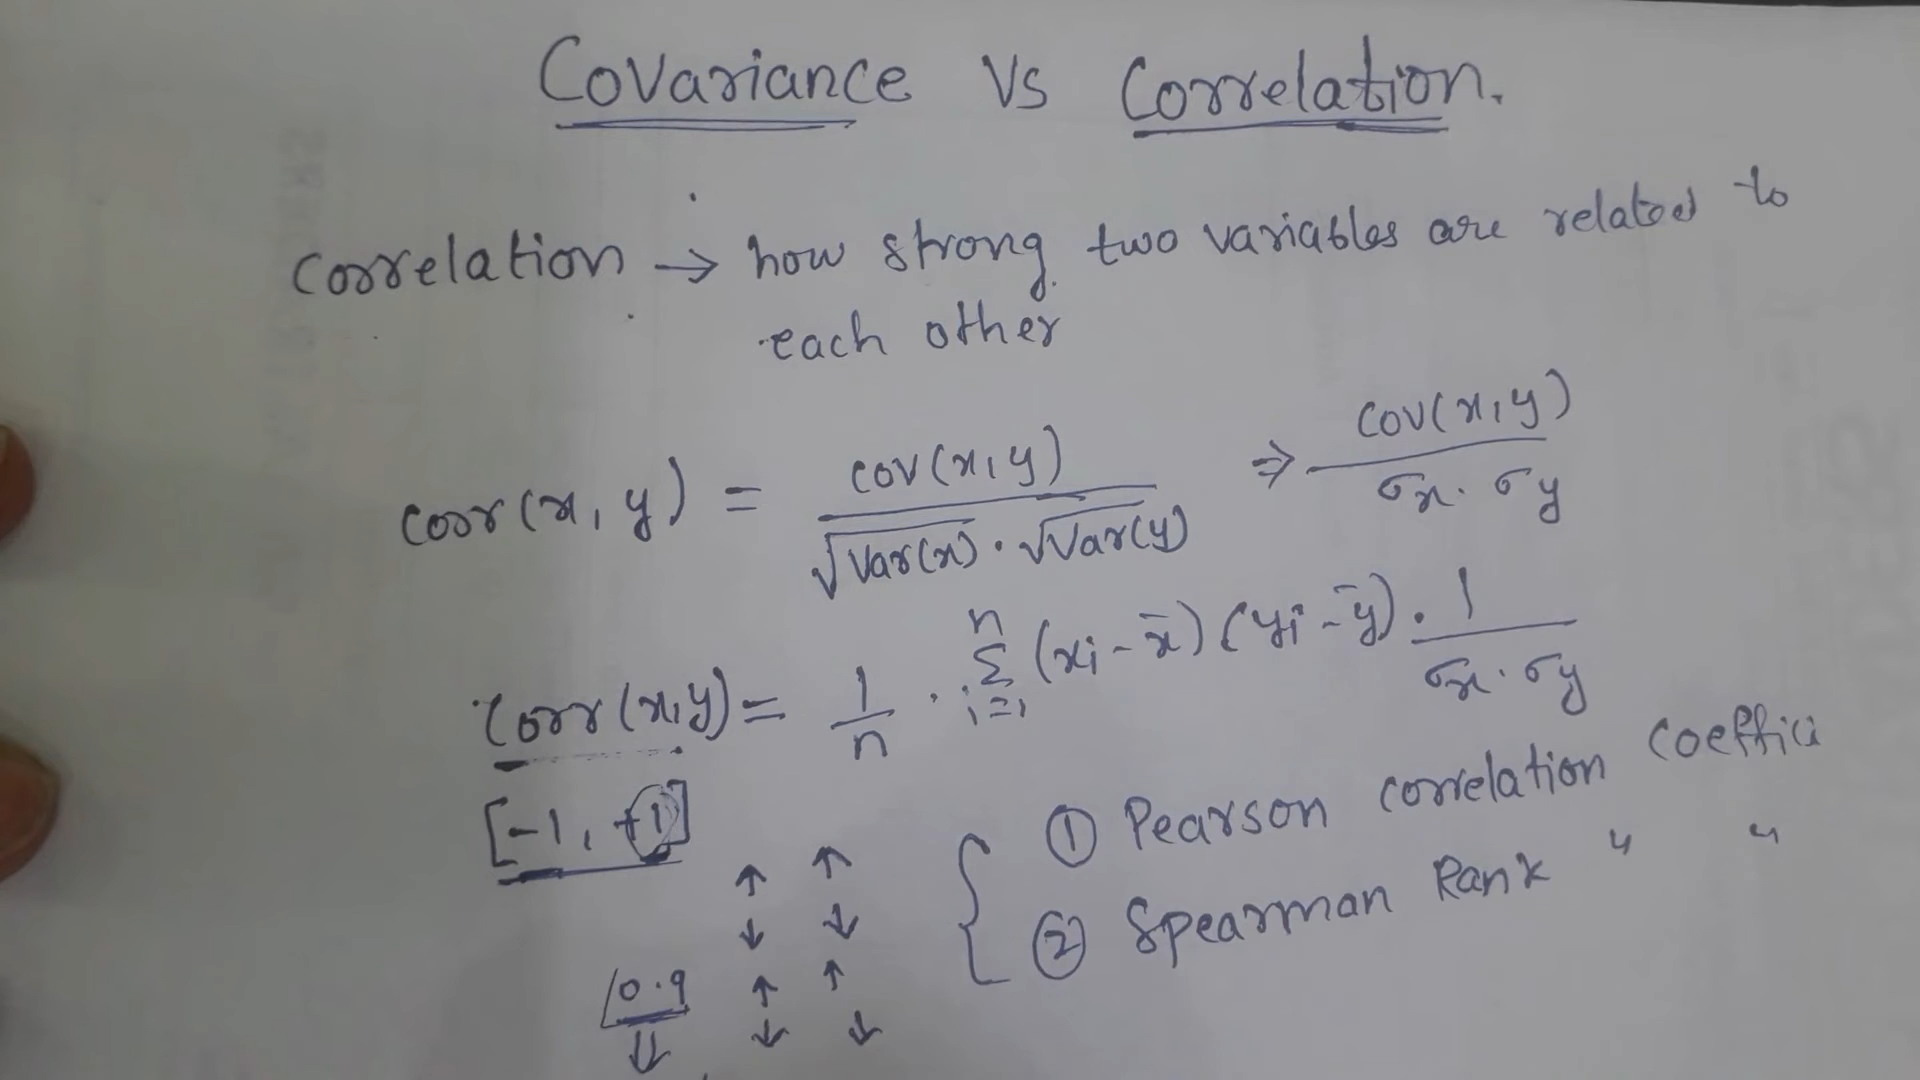 Covariance Vs Correlation.
Correlation → how strong two variables are related to
each other
corr(x, y) = cov(x, y) / √Var(x) · √Var(y) ⇒ cov(x, y) / σx · σy
Corr(x, y) = 1/n · n Σ i=1 (xi - x̄) (yi - ȳ) · 1 / σx · σy
[-1, +1]
↑ ↑
↓ ↓
↑ ↑
↓ ↓
0.9
⇓
① Pearson correlation coeffici
② Spearman Rank " "